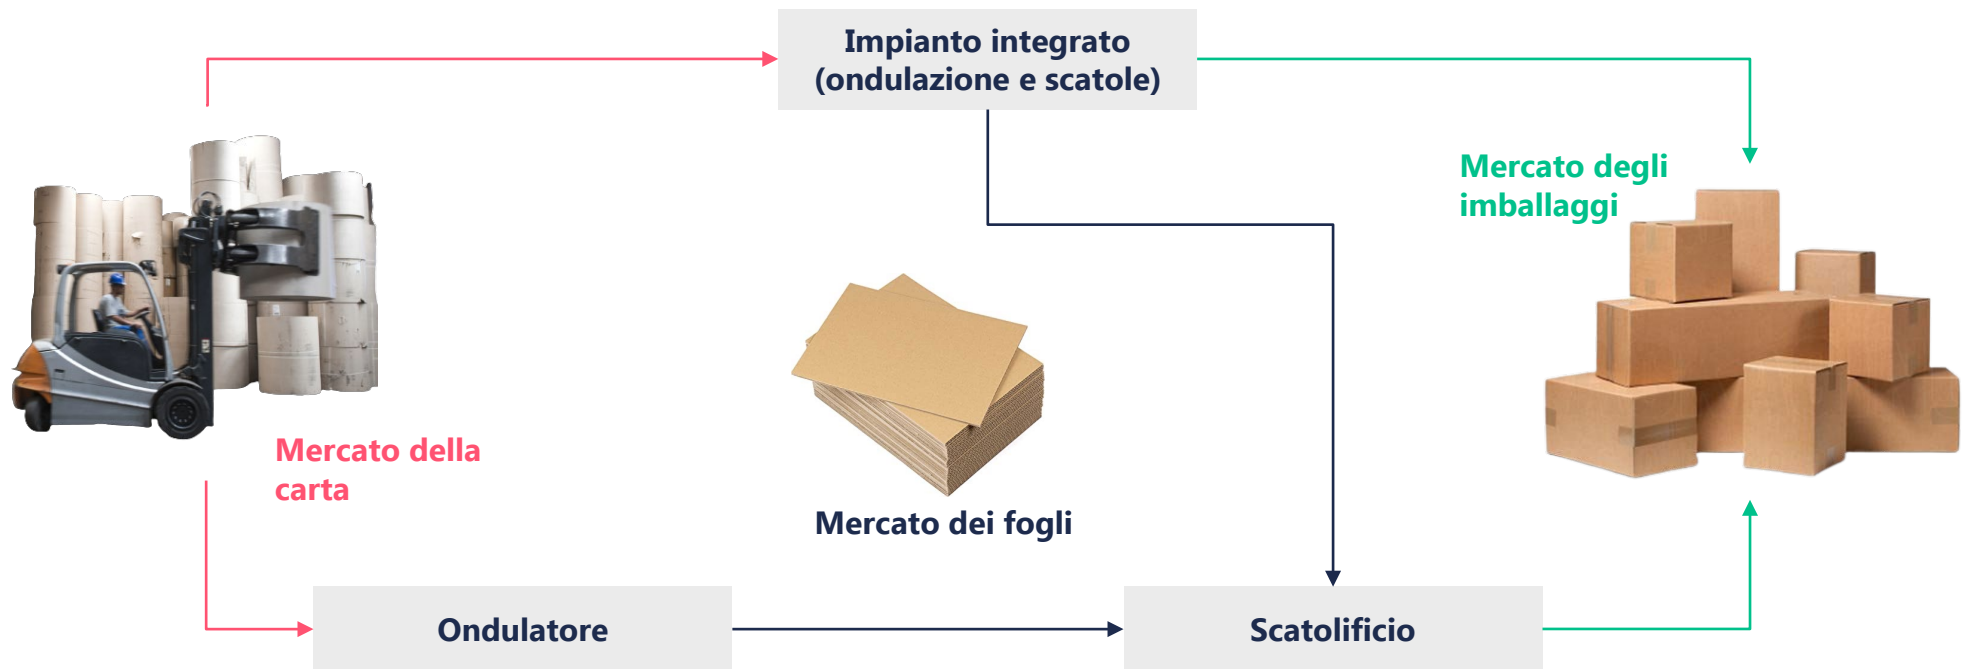 Impianto integrato
(ondulazione e scatole)
Mercato degli
imballaggi
Mercato della
carta
Mercato dei fogli
Ondulatore
Scatolificio